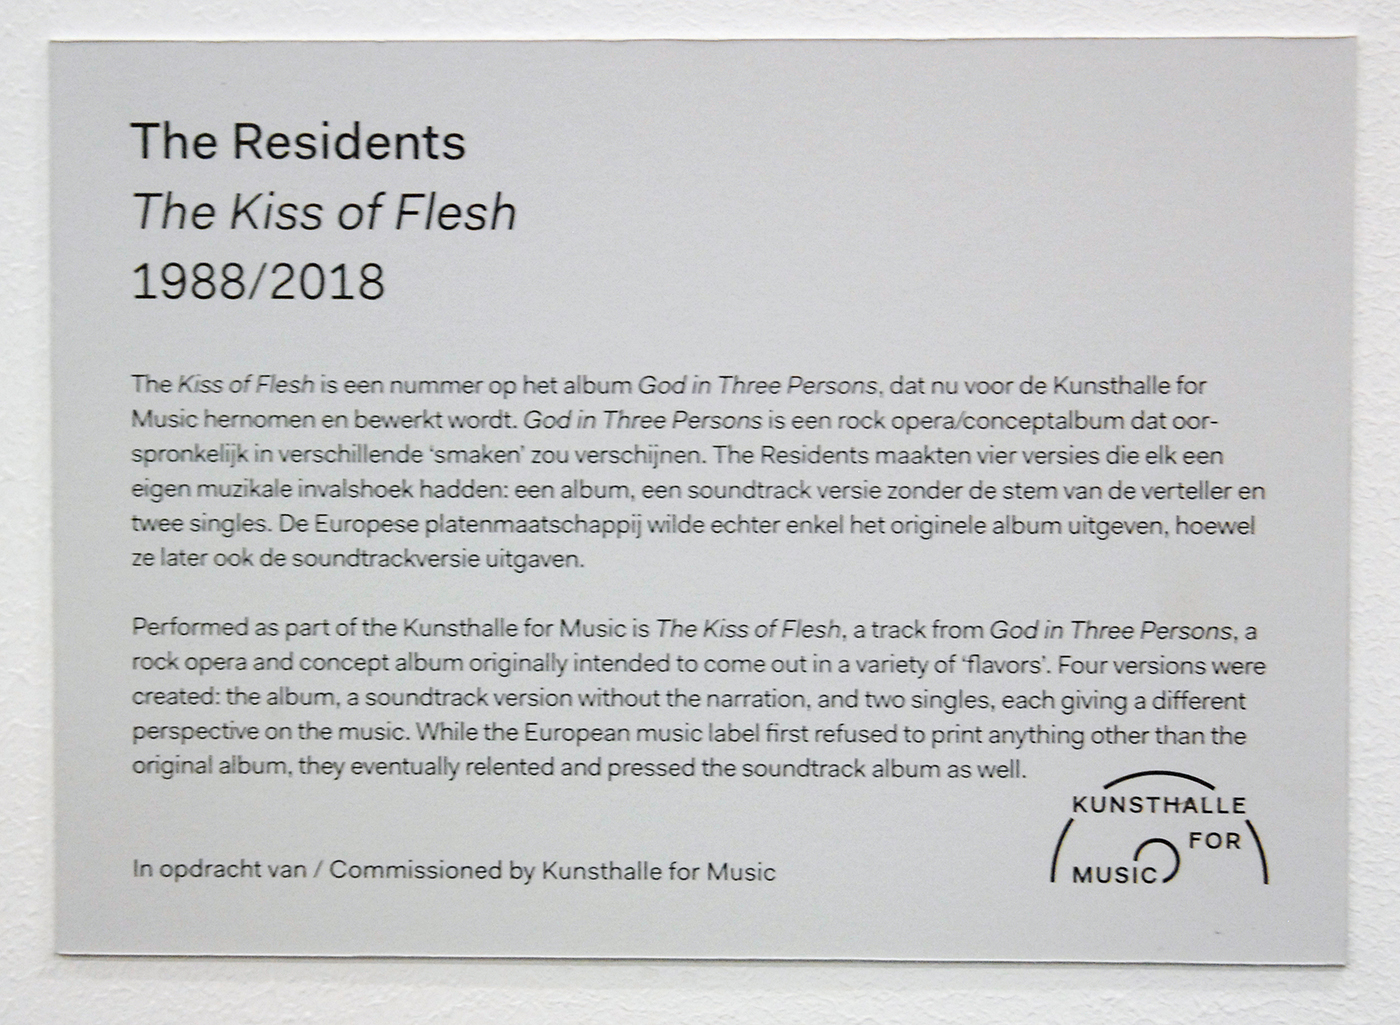 The Residents
The Kiss of Flesh
1988/2018
The Kiss of Flesh is een nummer op het album God in Three Persons, dat nu voor de Kunsthalle for
Music hernomen en bewerkt wordt. God in Three Persons is een rock opera/conceptalbum dat oor-
spronkelijk in verschillende ‘smaken’ zou verschijnen. The Residents maakten vier versies die elk een
eigen muzikale invalshoek hadden: een album, een soundtrack versie zonder de stem van de verteller en
twee singles. De Europese platenmaatschappij wilde echter enkel het originele album uitgeven, hoewel
ze later ook de soundtrackversie uitgaven.
Performed as part of the Kunsthalle for Music is The Kiss of Flesh, a track from God in Three Persons, a
rock opera and concept album originally intended to come out in a variety of ‘flavors’. Four versions were
created: the album, a soundtrack version without the narration, and two singles, each giving a different
perspective on the music. While the European music label first refused to print anything other than the
original album, they eventually relented and pressed the soundtrack album as well.
In opdracht van / Commissioned by Kunsthalle for Music
KUNSTHALLE
FOR
MUSIC